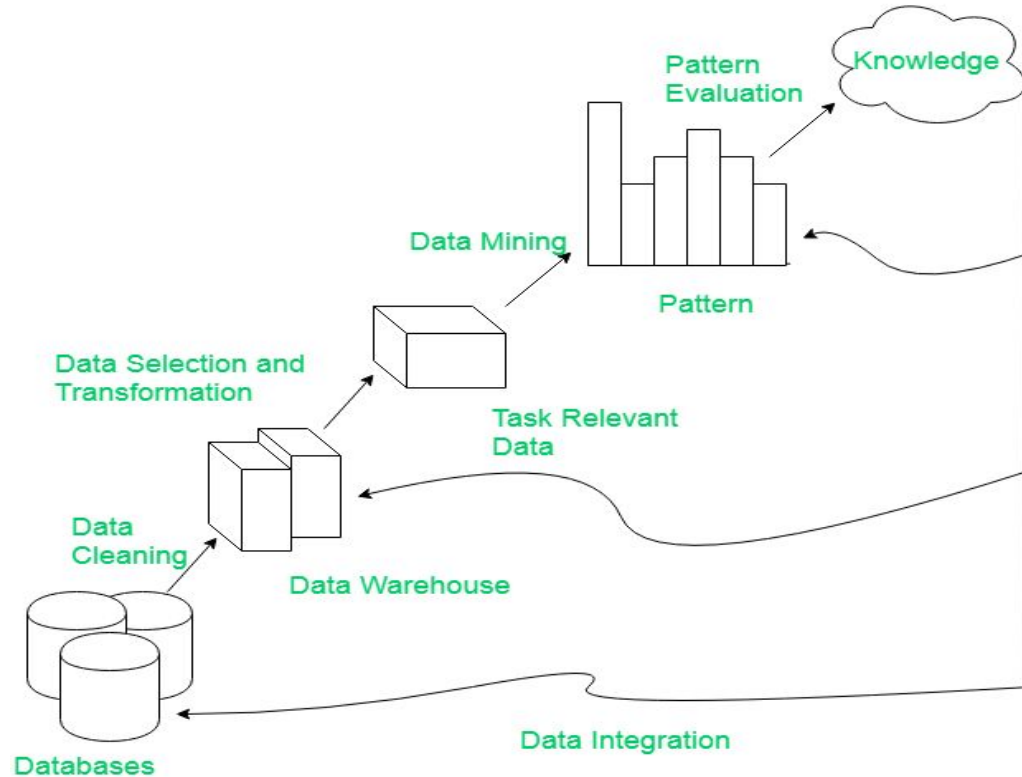 Knowledge
Pattern
Evaluation
Data Mining
Pattern
Data Selection and
Transformation
Task Relevant
Data
Data
Cleaning
Data Warehouse
Data Integration
Databases